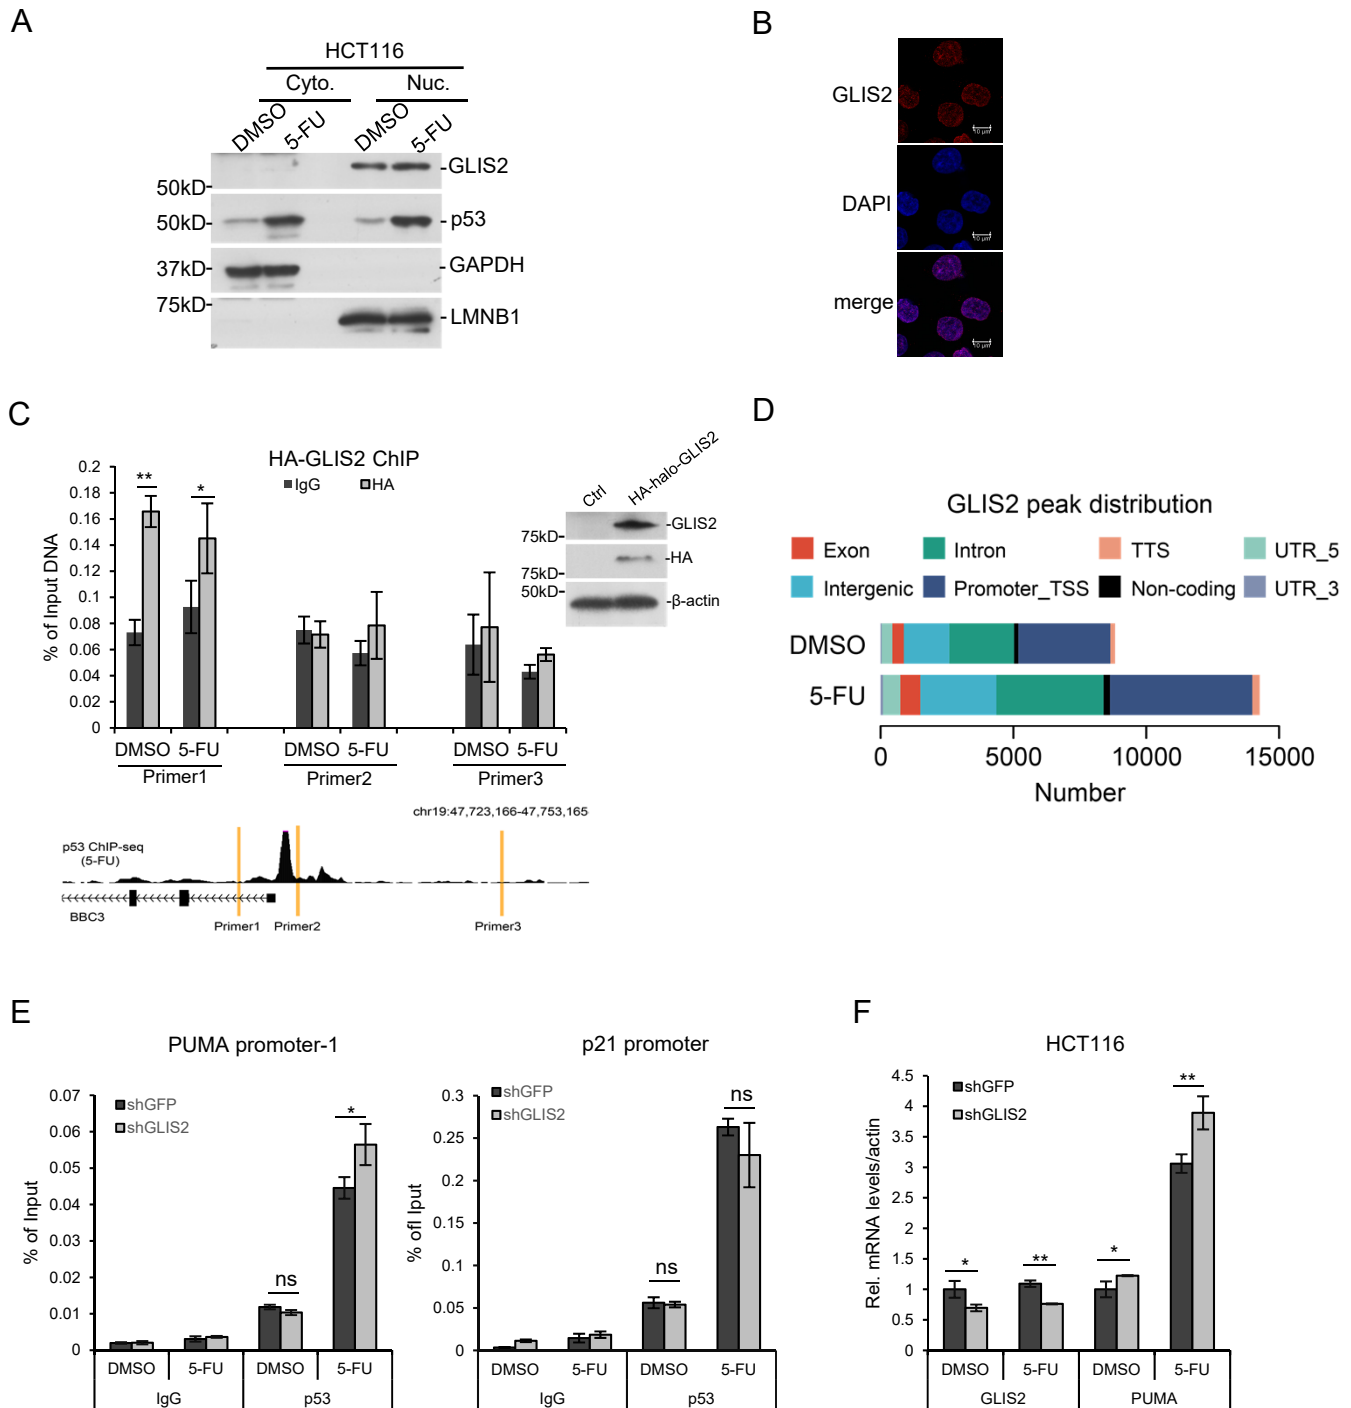 A
HCT116
Cyto. Nuc.
DMSO 5-FU DMSO 5-FU
-GLIS2
50kD-
50kD- -p53
37kD- -GAPDH
75kD-
-LMNB1
B
GLIS2
10 μm
DAPI
10 μm
merge
10 μm
C
HA-GLIS2 ChIP
IgG HA
% of Input DNA
0.2
0.18
0.16
0.14
0.12
0.1
0.08
0.06
0.04
0.02
0
** *
DMSO 5-FU DMSO 5-FU DMSO 5-FU
Primer1 Primer2 Primer3
Ctrl HA-halo-GLIS2
-GLIS2
75kD-
-HA
75kD-
50kD-
-β-actin
chr19:47,723,166-47,753,165
p53 ChIP-seq
(5-FU)
BBC3
Primer1 Primer2 Primer3
D
GLIS2 peak distribution
Exon Intron TTS UTR_5
Intergenic Promoter_TSS Non-coding UTR_3
DMSO
5-FU
0 5000 10000 15000
Number
E
PUMA promoter-1
shGFP
shGLIS2
% of Input
0.07
0.06
0.05
0.04
0.03
0.02
0.01
0
ns *
DMSO 5-FU DMSO 5-FU
IgG p53
p21 promoter
shGFP
shGLIS2
% ofl Iput
0.3
0.25
0.2
0.15
0.1
0.05
0
ns ns
DMSO 5-FU DMSO 5-FU
IgG p53
F
HCT116
shGFP
shGLIS2
Rel. mRNA levels/actin
4.5
4
3.5
3
2.5
2
1.5
1
0.5
0
* ** * **
DMSO 5-FU DMSO 5-FU
GLIS2 PUMA